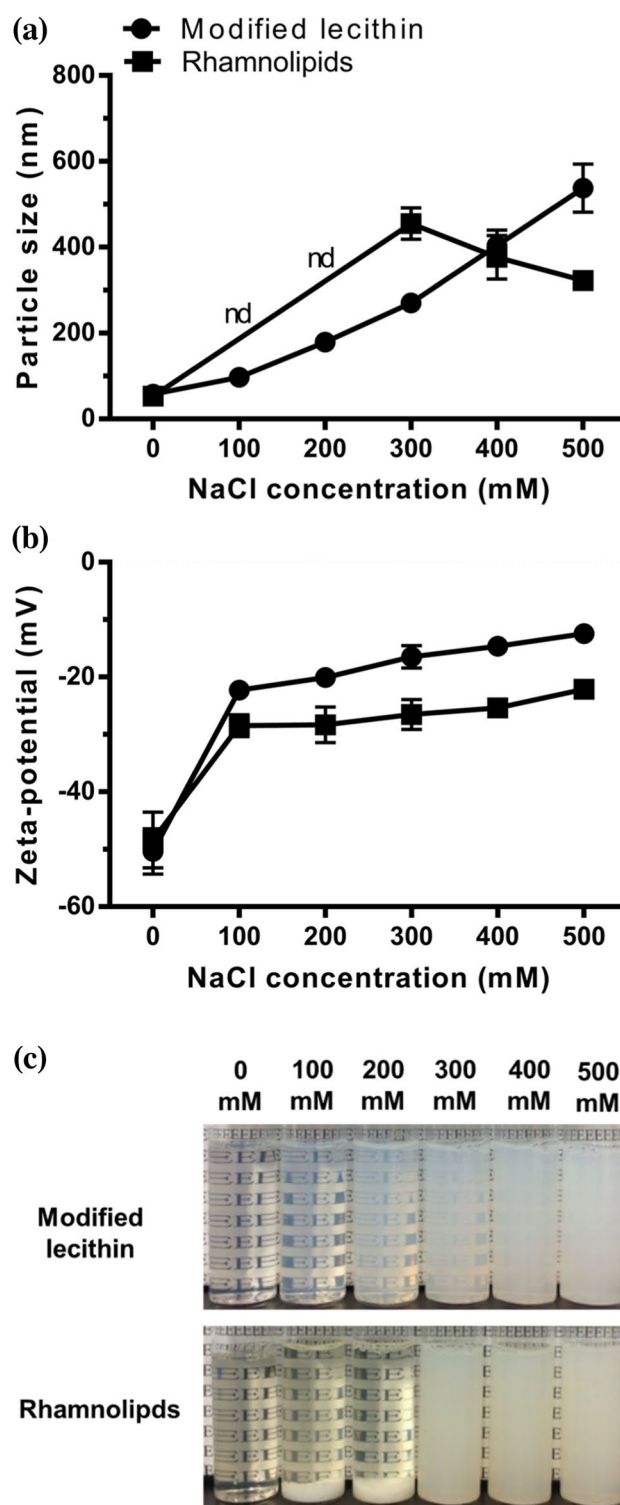 (a)
Modified lecithin
Rhamnolipids
Particle size (nm)
800
600
400
200
0
nd
nd
0 100 200 300 400 500
NaCl concentration (mM)
(b)
Zeta-potential (mV)
0
-20
-40
-60
0 100 200 300 400 500
NaCl concentration (mM)
(c)
0 100 200 300 400 500
mM mM mM mM mM mM
Modified
lecithin
Rhamnolipds